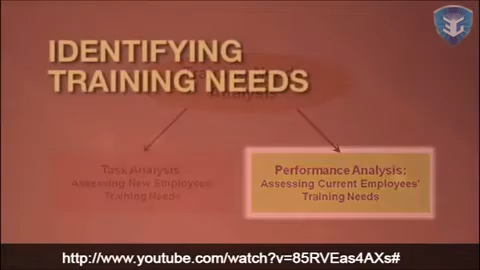 IDENTIFYING
TRAINING NEEDS
Analysis
Task Analysis:
Assessing New Employees'
Training Needs
Performance Analysis:
Assessing Current Employees'
Training Needs
http://www.youtube.com/watch?v=85RVEas4AXs#